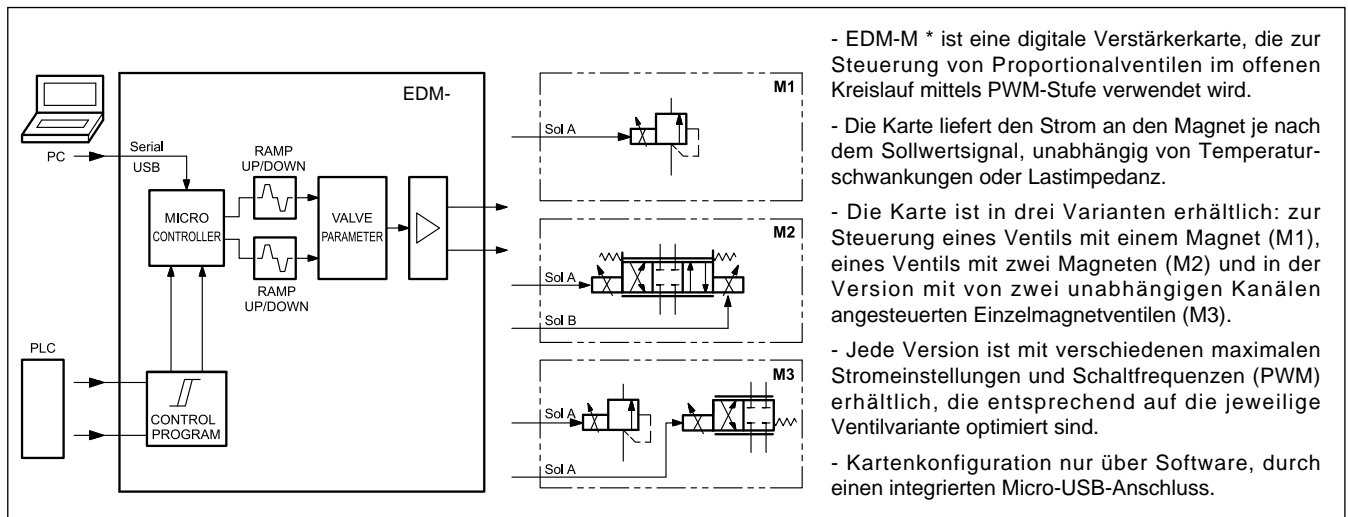 EDM-
PC
Serial
USB
RAMP
UP/DOWN
MICRO
CONTROLLER
VALVE
PARAMETER
RAMP
UP/DOWN
PLC
CONTROL
PROGRAM
M1
Sol A
M2
Sol A
Sol B
M3
Sol A
Sol A
- EDM-M * ist eine digitale Verstärkerkarte, die zur
Steuerung von Proportionalventilen im offenen
Kreislauf mittels PWM-Stufe verwendet wird.
- Die Karte liefert den Strom an den Magnet je nach
dem Sollwertsignal, unabhängig von Temperatur-
schwankungen oder Lastimpedanz.
- Die Karte ist in drei Varianten erhältlich: zur
Steuerung eines Ventils mit einem Magnet (M1),
eines Ventils mit zwei Magneten (M2) und in der
Version mit von zwei unabhängigen Kanälen
angesteuerten Einzelmagnetventilen (M3).
- Jede Version ist mit verschiedenen maximalen
Stromeinstellungen und Schaltfrequenzen (PWM)
erhältlich, die entsprechend auf die jeweilige
Ventilvariante optimiert sind.
- Kartenkonfiguration nur über Software, durch
einen integrierten Micro-USB-Anschluss.